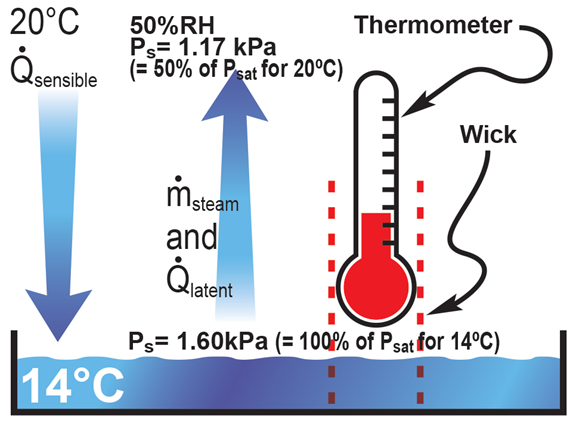 20°C
Q̇sensible
50%RH
Ps= 1.17 kPa
(= 50% of Psat for 20ºC)
Thermometer
Wick
ṁsteam
and
Q̇latent
Ps= 1.60kPa (= 100% of Psat for 14ºC)
14°C